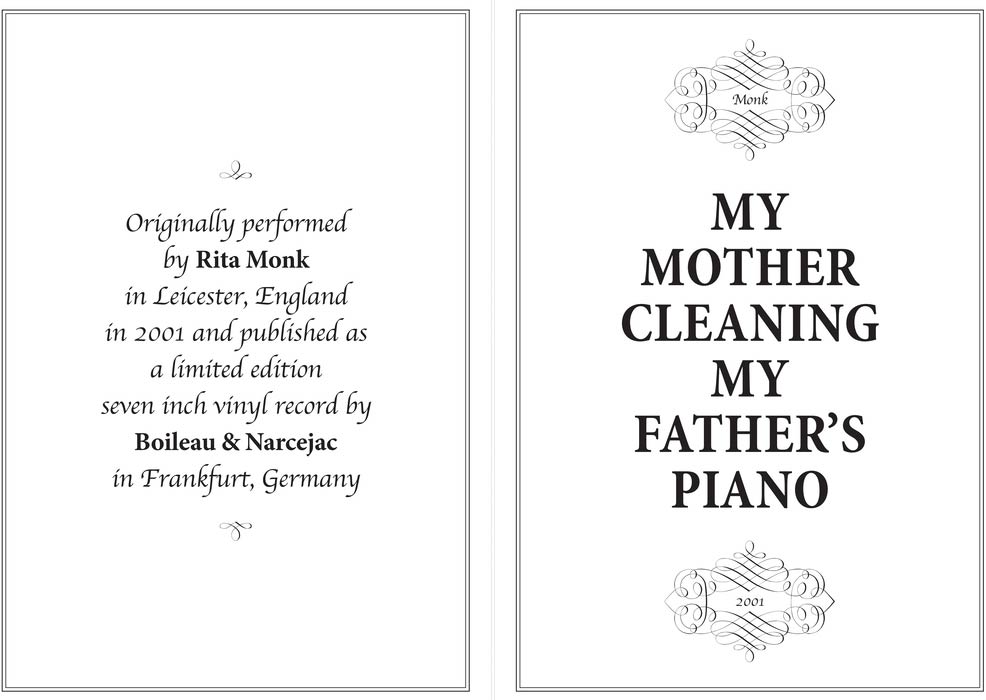 Originally performed
by Rita Monk
in Leicester, England
in 2001 and published as
a limited edition
seven inch vinyl record by
Boileau & Narcejac
in Frankfurt, Germany
Monk
MY
MOTHER
CLEANING
MY
FATHER’S
PIANO
2001